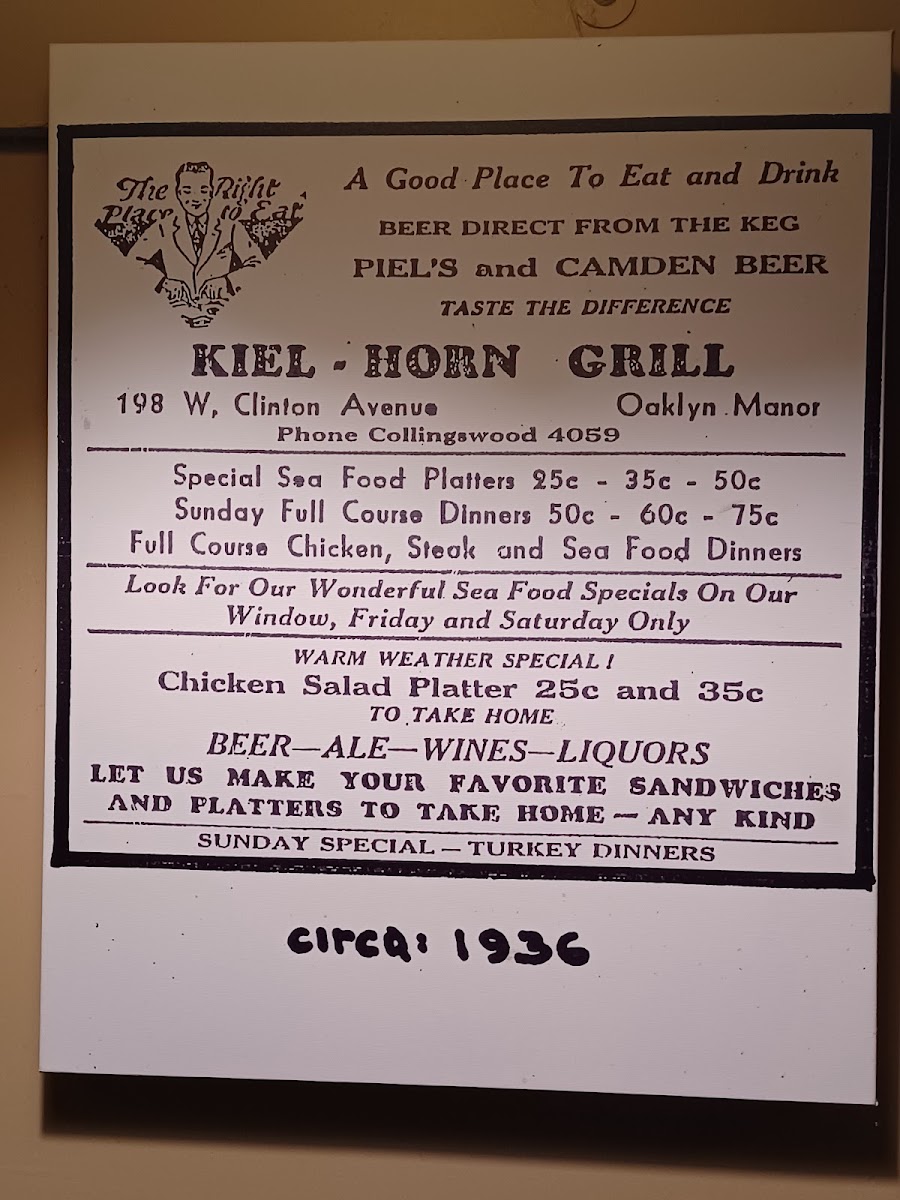 The Right
Place to Eat
A Good Place To Eat and Drink
BEER DIRECT FROM THE KEG
PIEL'S and CAMDEN BEER
TASTE THE DIFFERENCE
KIEL - HORN GRILL
198 W, Clinton Avenue Oaklyn Manor
Phone Collingswood 4059
Special Sea Food Platters 25c - 35c - 50c
Sunday Full Course Dinners 50c - 60c - 75c
Full Course Chicken, Steak and Sea Food Dinners
Look For Our Wonderful Sea Food Specials On Our
Window, Friday and Saturday Only
WARM WEATHER SPECIAL!
Chicken Salad Platter 25c and 35c
TO TAKE HOME
BEER—ALE—WINES—LIQUORS
LET US MAKE YOUR FAVORITE SANDWICHES
AND PLATTERS TO TAKE HOME — ANY KIND
SUNDAY SPECIAL — TURKEY DINNERS
circa: 1936